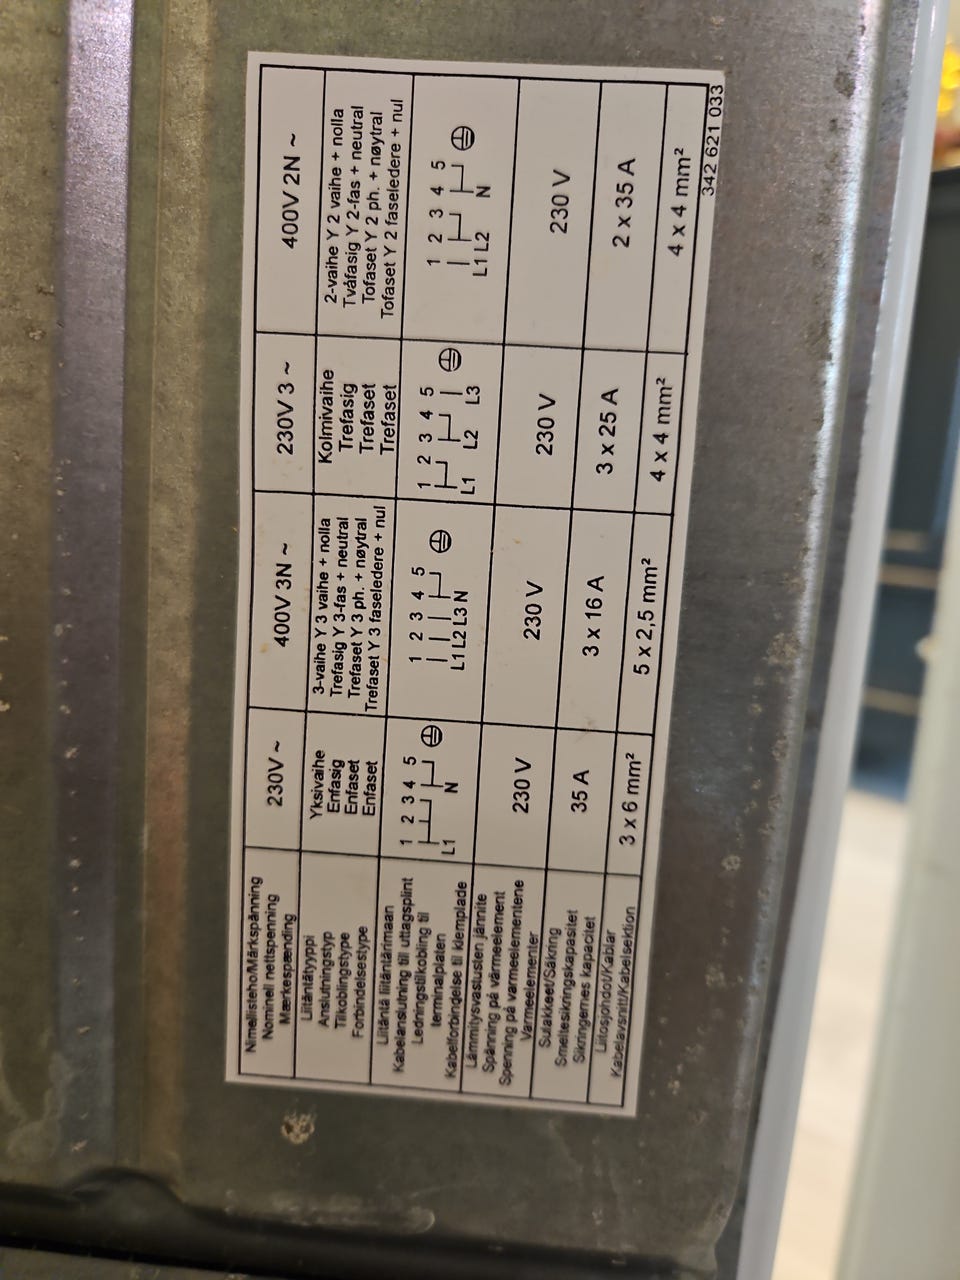 Nimellisteho/Märkspänning
Nominell nettspenning
Mærkespænding
230V ~
400V 3N ~
230V 3 ~
400V 2N ~
Liitäntätyyppi
Anslutningstyp
Tilkoblingstype
Forbindelsestype
Yksivaihe
Enfasig
Enfaset
Enfaset
3-vaihe Y 3 vaihe + nolla
Trefasig Y 3-fas + neutral
Trefaset Y 3 ph. + nøytral
Trefaset Y 3 faseledere + nul
Kolmivaihe
Trefasig
Trefaset
Trefaset
2-vaihe Y 2 vaihe + nolla
Tvåfasig Y 2-fas + neutral
Tofaset Y 2 ph. + nøytral
Tofaset Y 2 faseledere + nul
Liitäntä liitäntärimaan
Kabelanslutning till uttagsplint
Ledningstilkobling til
terminalplaten
Kabelforbindelse til klemplade
1 2 3 4 5
L1 N
1 2 3 4 5
L1 L2 L3 N
1 2 3 4 5
L1 L2 L3
1 2 3 4 5
L1 L2 N
Lämmitysvastusten jännite
Spänning på värmeelement
Spenning på varmeelementene
Varmeelementer
230 V
230 V
230 V
230 V
Sulakkeet/Säkring
Smeltesikringskapasitet
Sikringernes kapacitet
35 A
3 x 16 A
3 x 25 A
2 x 35 A
Liitosjohdot/Kablar
Kabelavsnitt/Kabelsektion
3 x 6 mm²
5 x 2,5 mm²
4 x 4 mm²
4 x 4 mm²
342 621 033